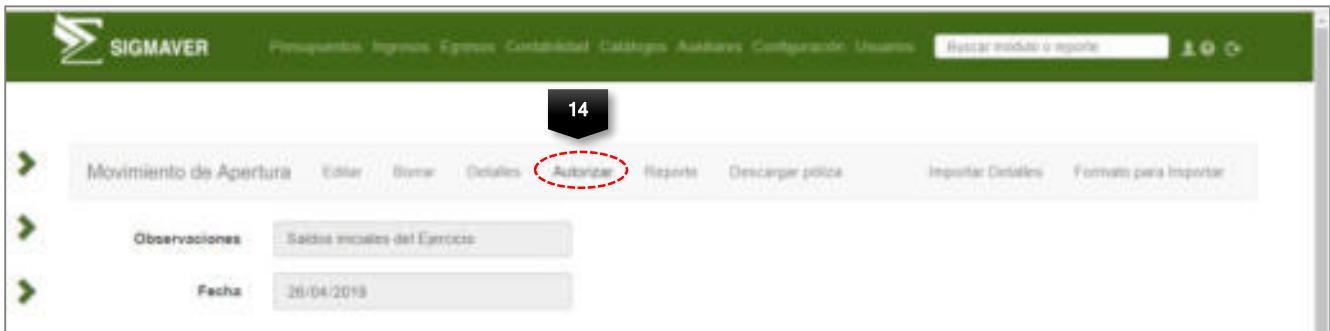 SIGMAVER Presupuestos Ingresos Egresos Contabilidad Catálogos Auxiliares Configuración Usuarios Buscar modulo o reporte
14
Movimiento de Apertura Editar Borrar Detalles Autorizar Reporte Descargar póliza Importar Detalles Formato para Importar
Observaciones Saldos iniciales del Ejercicio
Fecha 26/04/2019